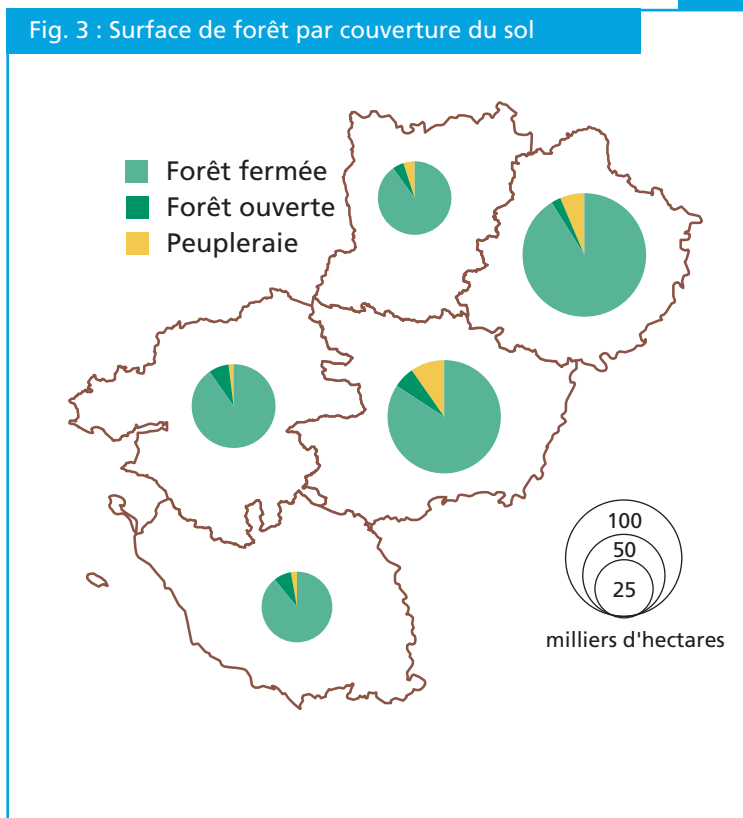 Fig. 3 : Surface de forêt par couverture du sol
Forêt fermée
Forêt ouverte
Peupleraie
100
50
25
milliers d'hectares